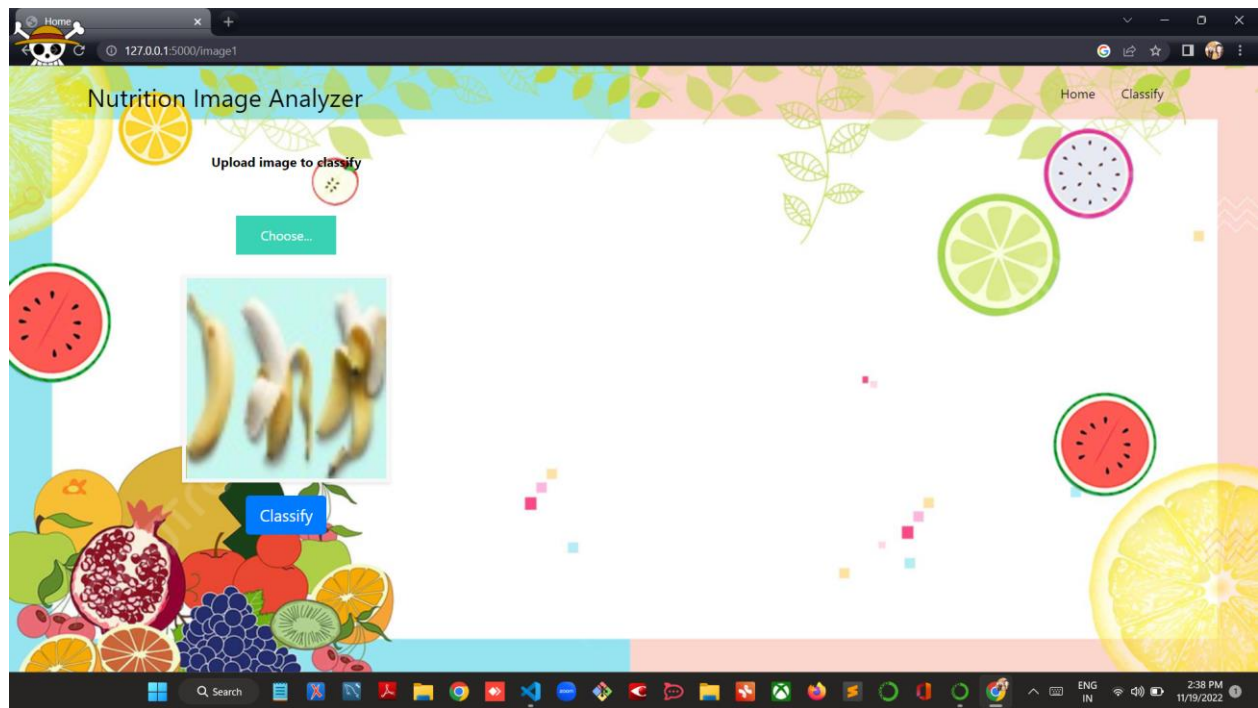 Home
127.0.0.1:5000/image1
Nutrition Image Analyzer
Home Classify
Upload image to classify
Choose...
Classify
Search
ENG
IN
2:38 PM
11/19/2022
1